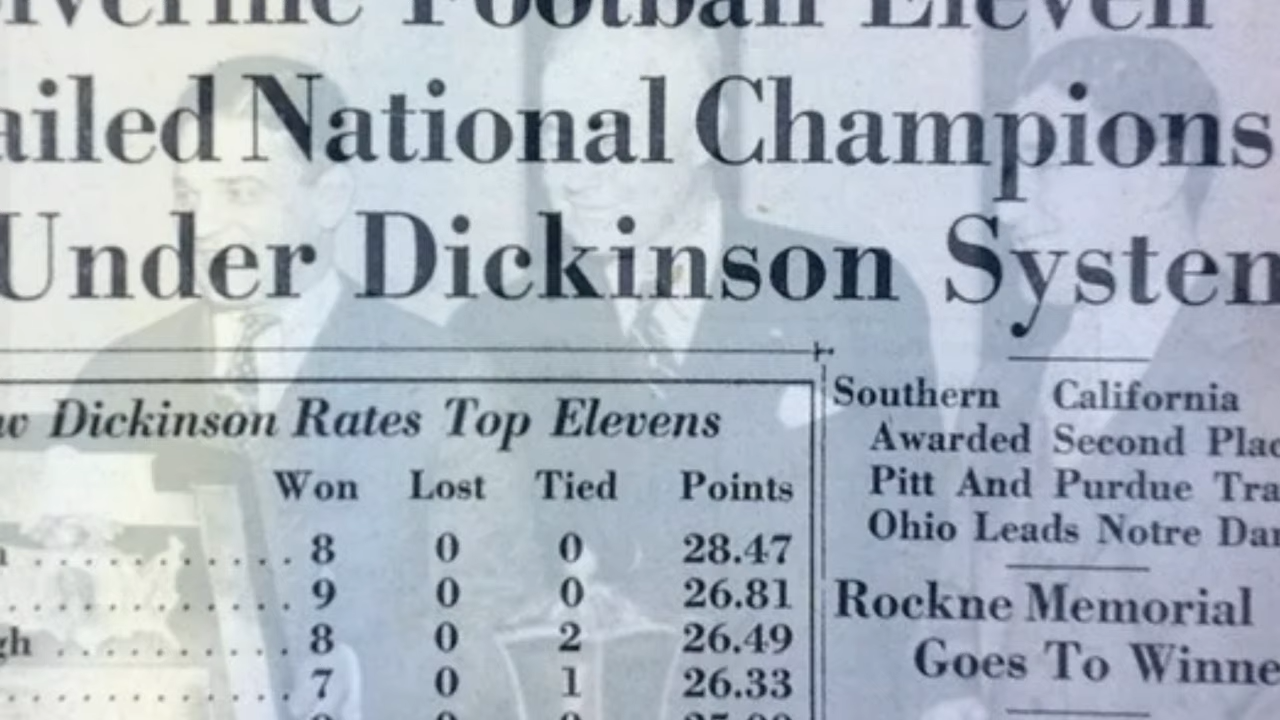 olverine Football Eleven
ailed National Champions
Under Dickinson System
w Dickinson Rates Top Elevens
Won Lost Tied Points
n .......... 8 0 0 28.47
.......... 9 0 0 26.81
gh .......... 8 0 2 26.49
.......... 7 0 1 26.33
Southern California
Awarded Second Plac
Pitt And Purdue Tra
Ohio Leads Notre Dam
Rockne Memorial
Goes To Winne